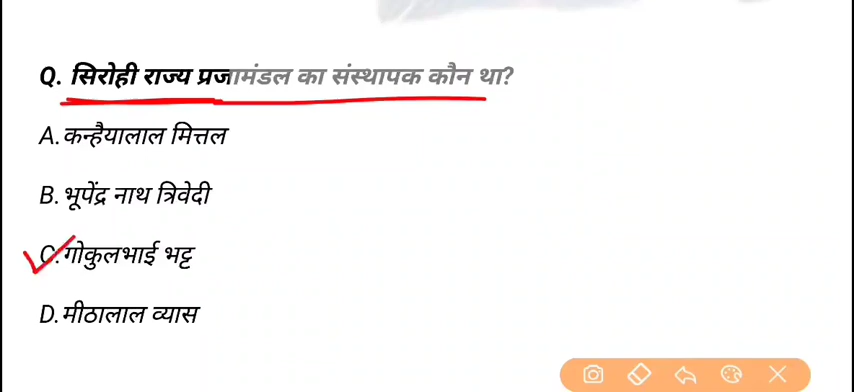 Q. सिरोही राज्य प्रजामंडल का संस्थापक कौन था?
A. कन्हैयालाल मित्तल
B. भूपेंद्र नाथ त्रिवेदी
C. गोकुलभाई भट्ट
D. मीठालाल व्यास